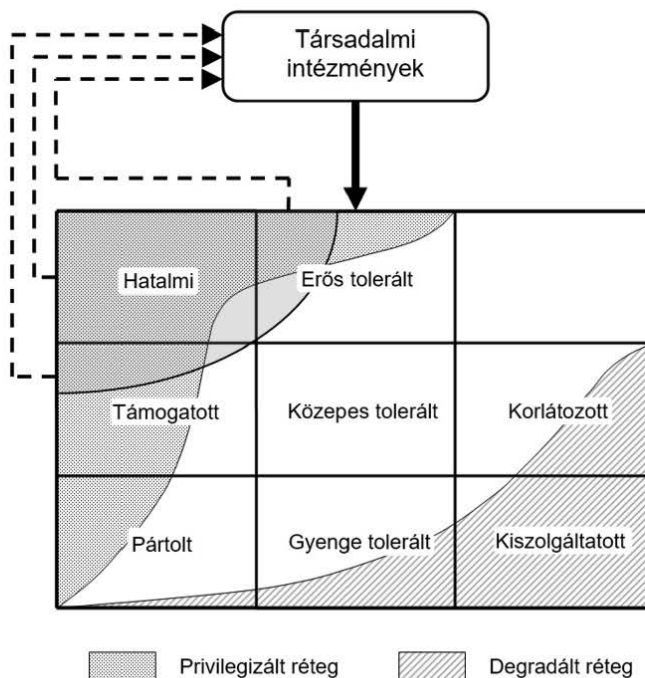 Társadalmi
intézmények
Hatalmi
Erős tolerált
Támogatott
Közepes tolerált
Korlátozott
Pártolt
Gyenge tolerált
Kiszolgáltatott
Privilegizált réteg
Degradált réteg